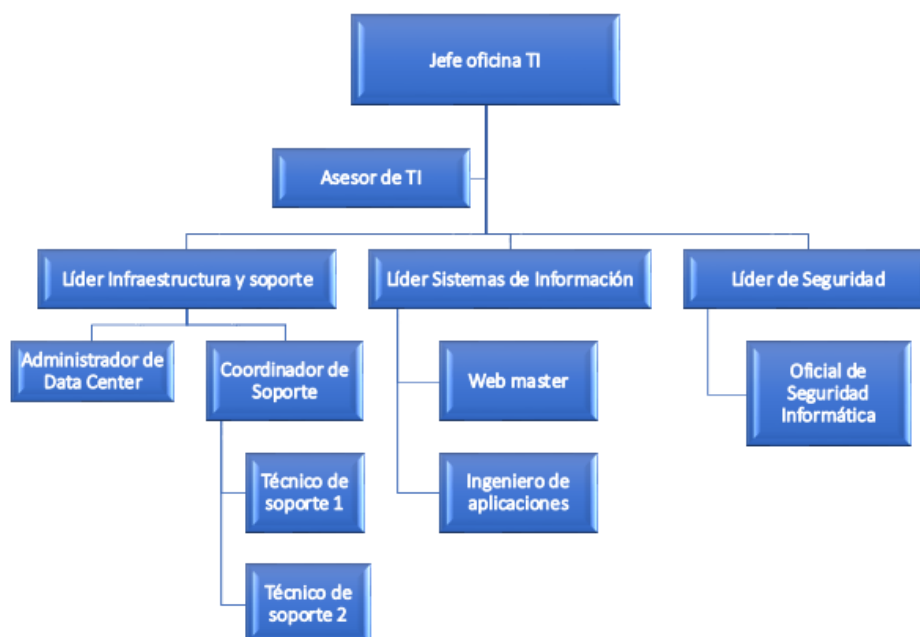 Jefe oficina TI
Asesor de TI
Líder Infraestructura y soporte
Líder Sistemas de Información
Líder de Seguridad
Administrador de
Data Center
Coordinador de
Soporte
Web master
Oficial de
Seguridad
Informática
Técnico de
soporte 1
Ingeniero de
aplicaciones
Técnico de
soporte 2